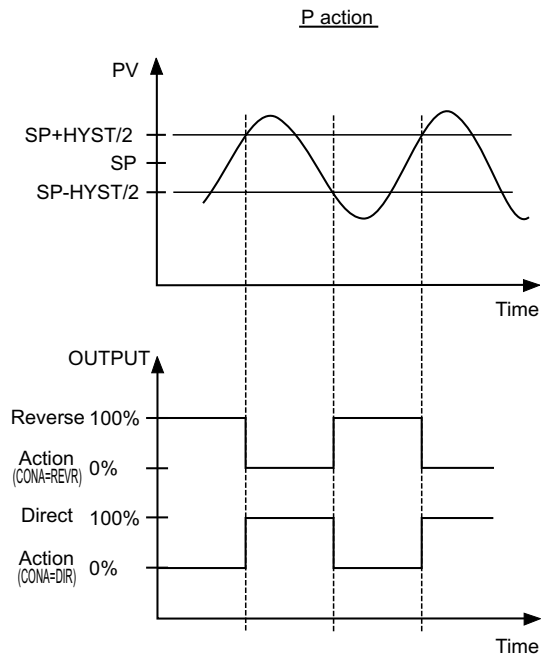 P action
PV
SP+HYST/2
SP
SP-HYST/2
Time
OUTPUT
Reverse 100%
Action
(CONA=REVR) 0%
Direct 100%
Action
(CONA=DIR) 0%
Time